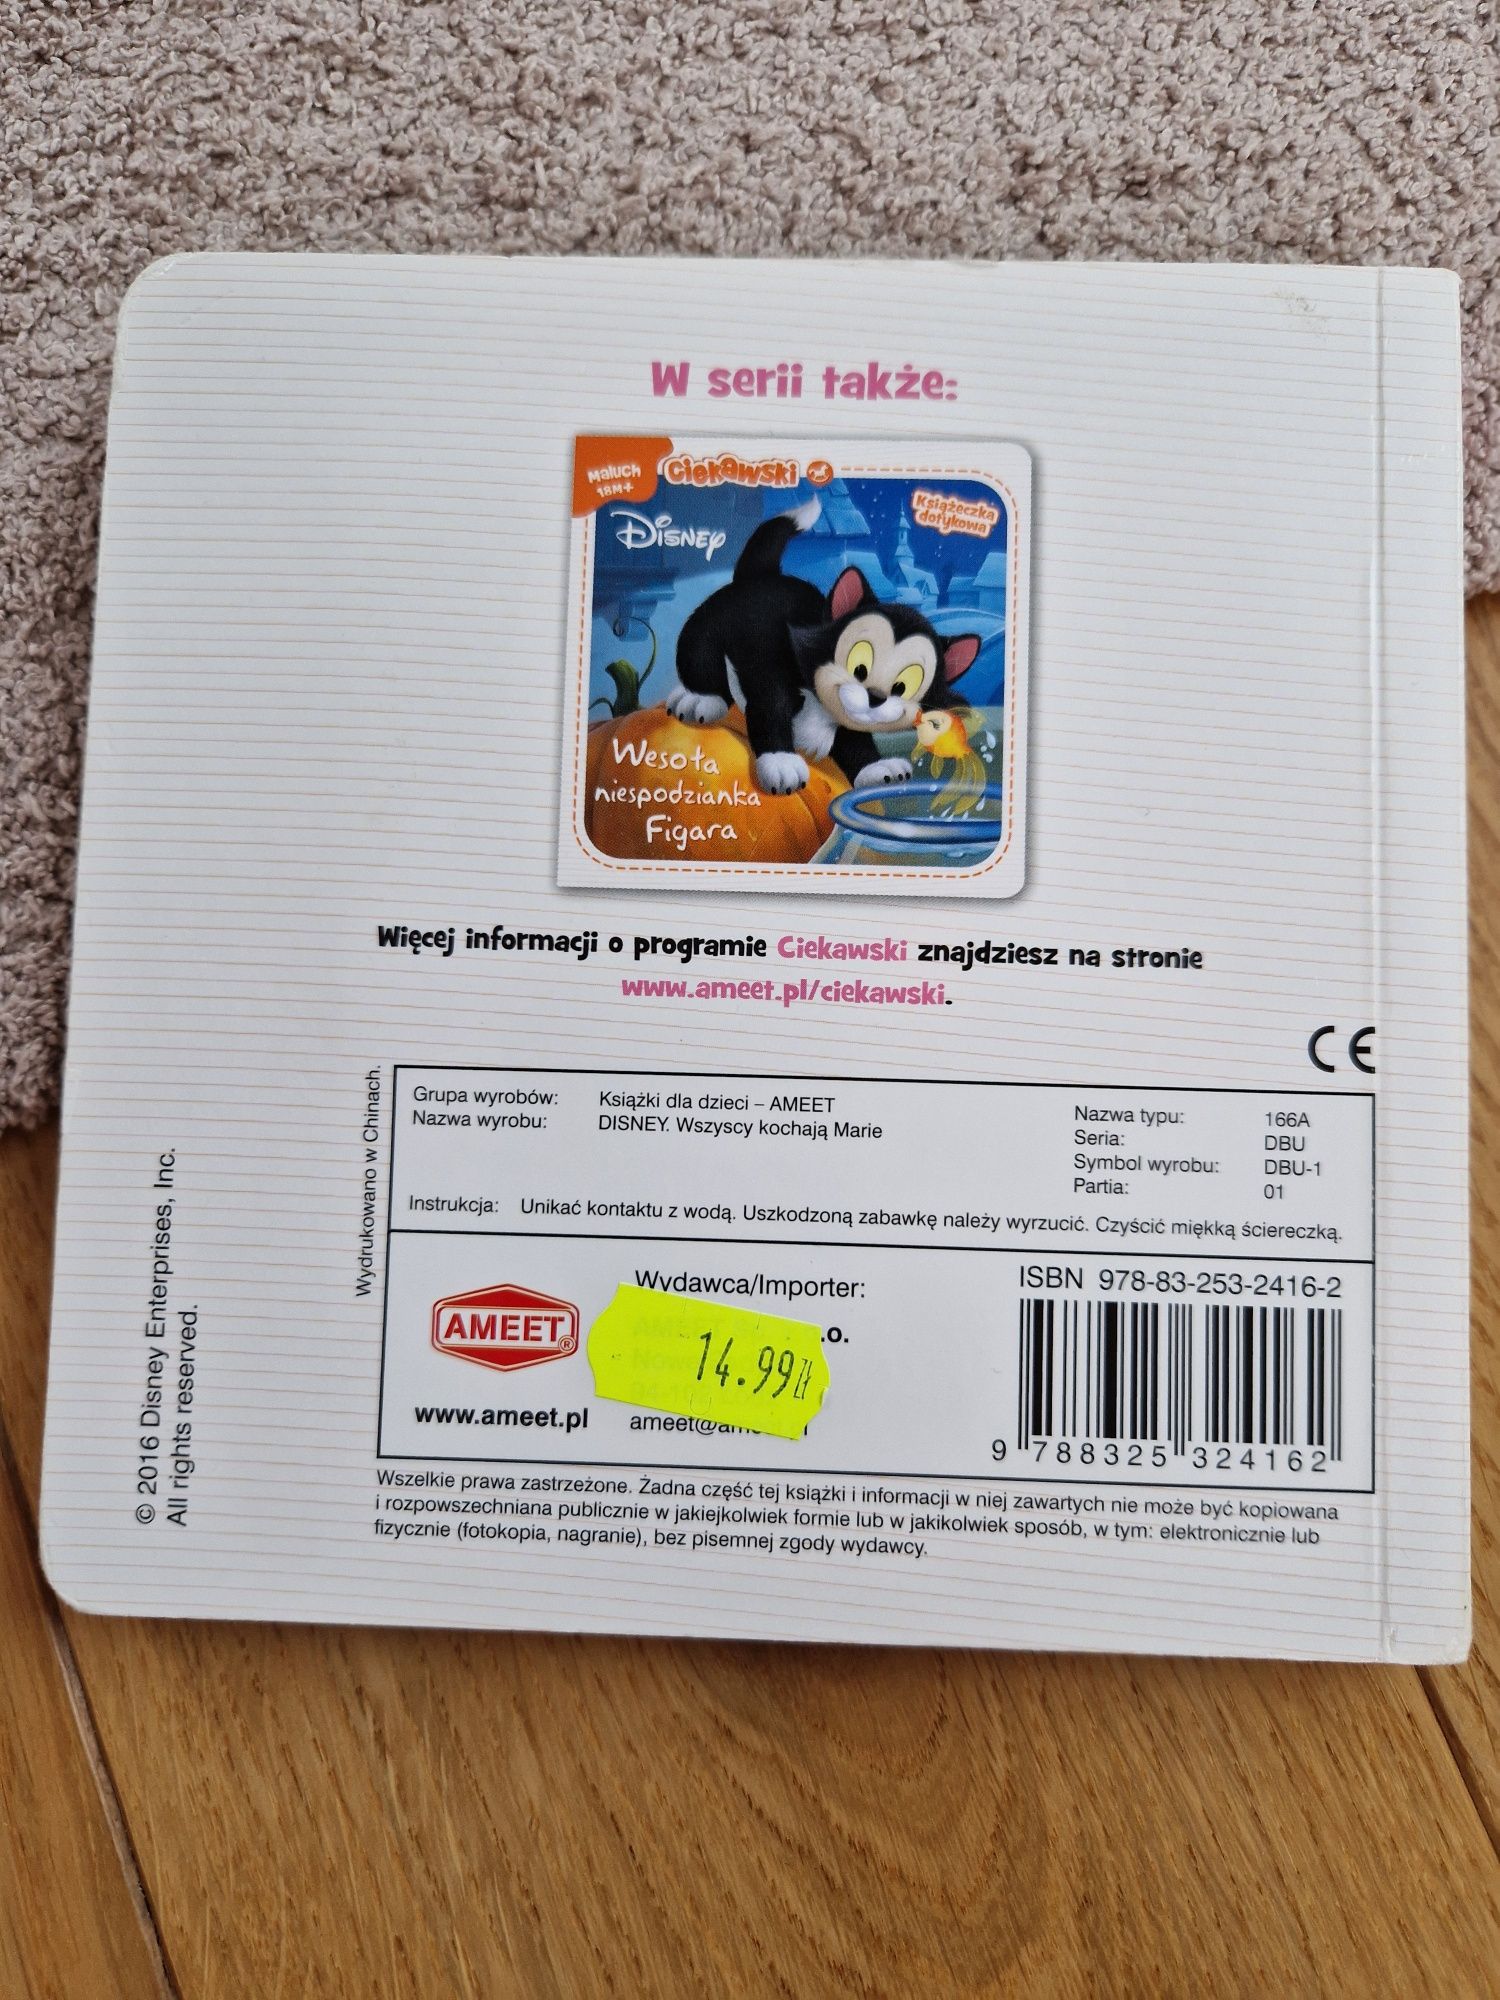 W serii także:
Maluch
18M+
Ciekawski
Książeczka
dotykowa
Disney
Wesoła
niespodzianka
Figara
Więcej informacji o programie Ciekawski znajdziesz na stronie
www.ameet.pl/ciekawski.
CE
Wydrukowano w Chinach.
Grupa wyrobów: Książki dla dzieci – AMEET
Nazwa wyrobu: DISNEY. Wszyscy kochają Marie
Nazwa typu: 166A
Seria: DBU
Symbol wyrobu: DBU-1
Partia: 01
Instrukcja: Unikać kontaktu z wodą. Uszkodzoną zabawkę należy wyrzucić. Czyścić miękką ściereczką.
AMEET®
www.ameet.pl
Wydawca/Importer:
.o.
14.99zł
ISBN 978-83-253-2416-2
9 788325 324162
Wszelkie prawa zastrzeżone. Żadna część tej książki i informacji w niej zawartych nie może być kopiowana
i rozpowszechniana publicznie w jakiejkolwiek formie lub w jakikolwiek sposób, w tym: elektronicznie lub
fizycznie (fotokopia, nagranie), bez pisemnej zgody wydawcy.
© 2016 Disney Enterprises, Inc.
All rights reserved.